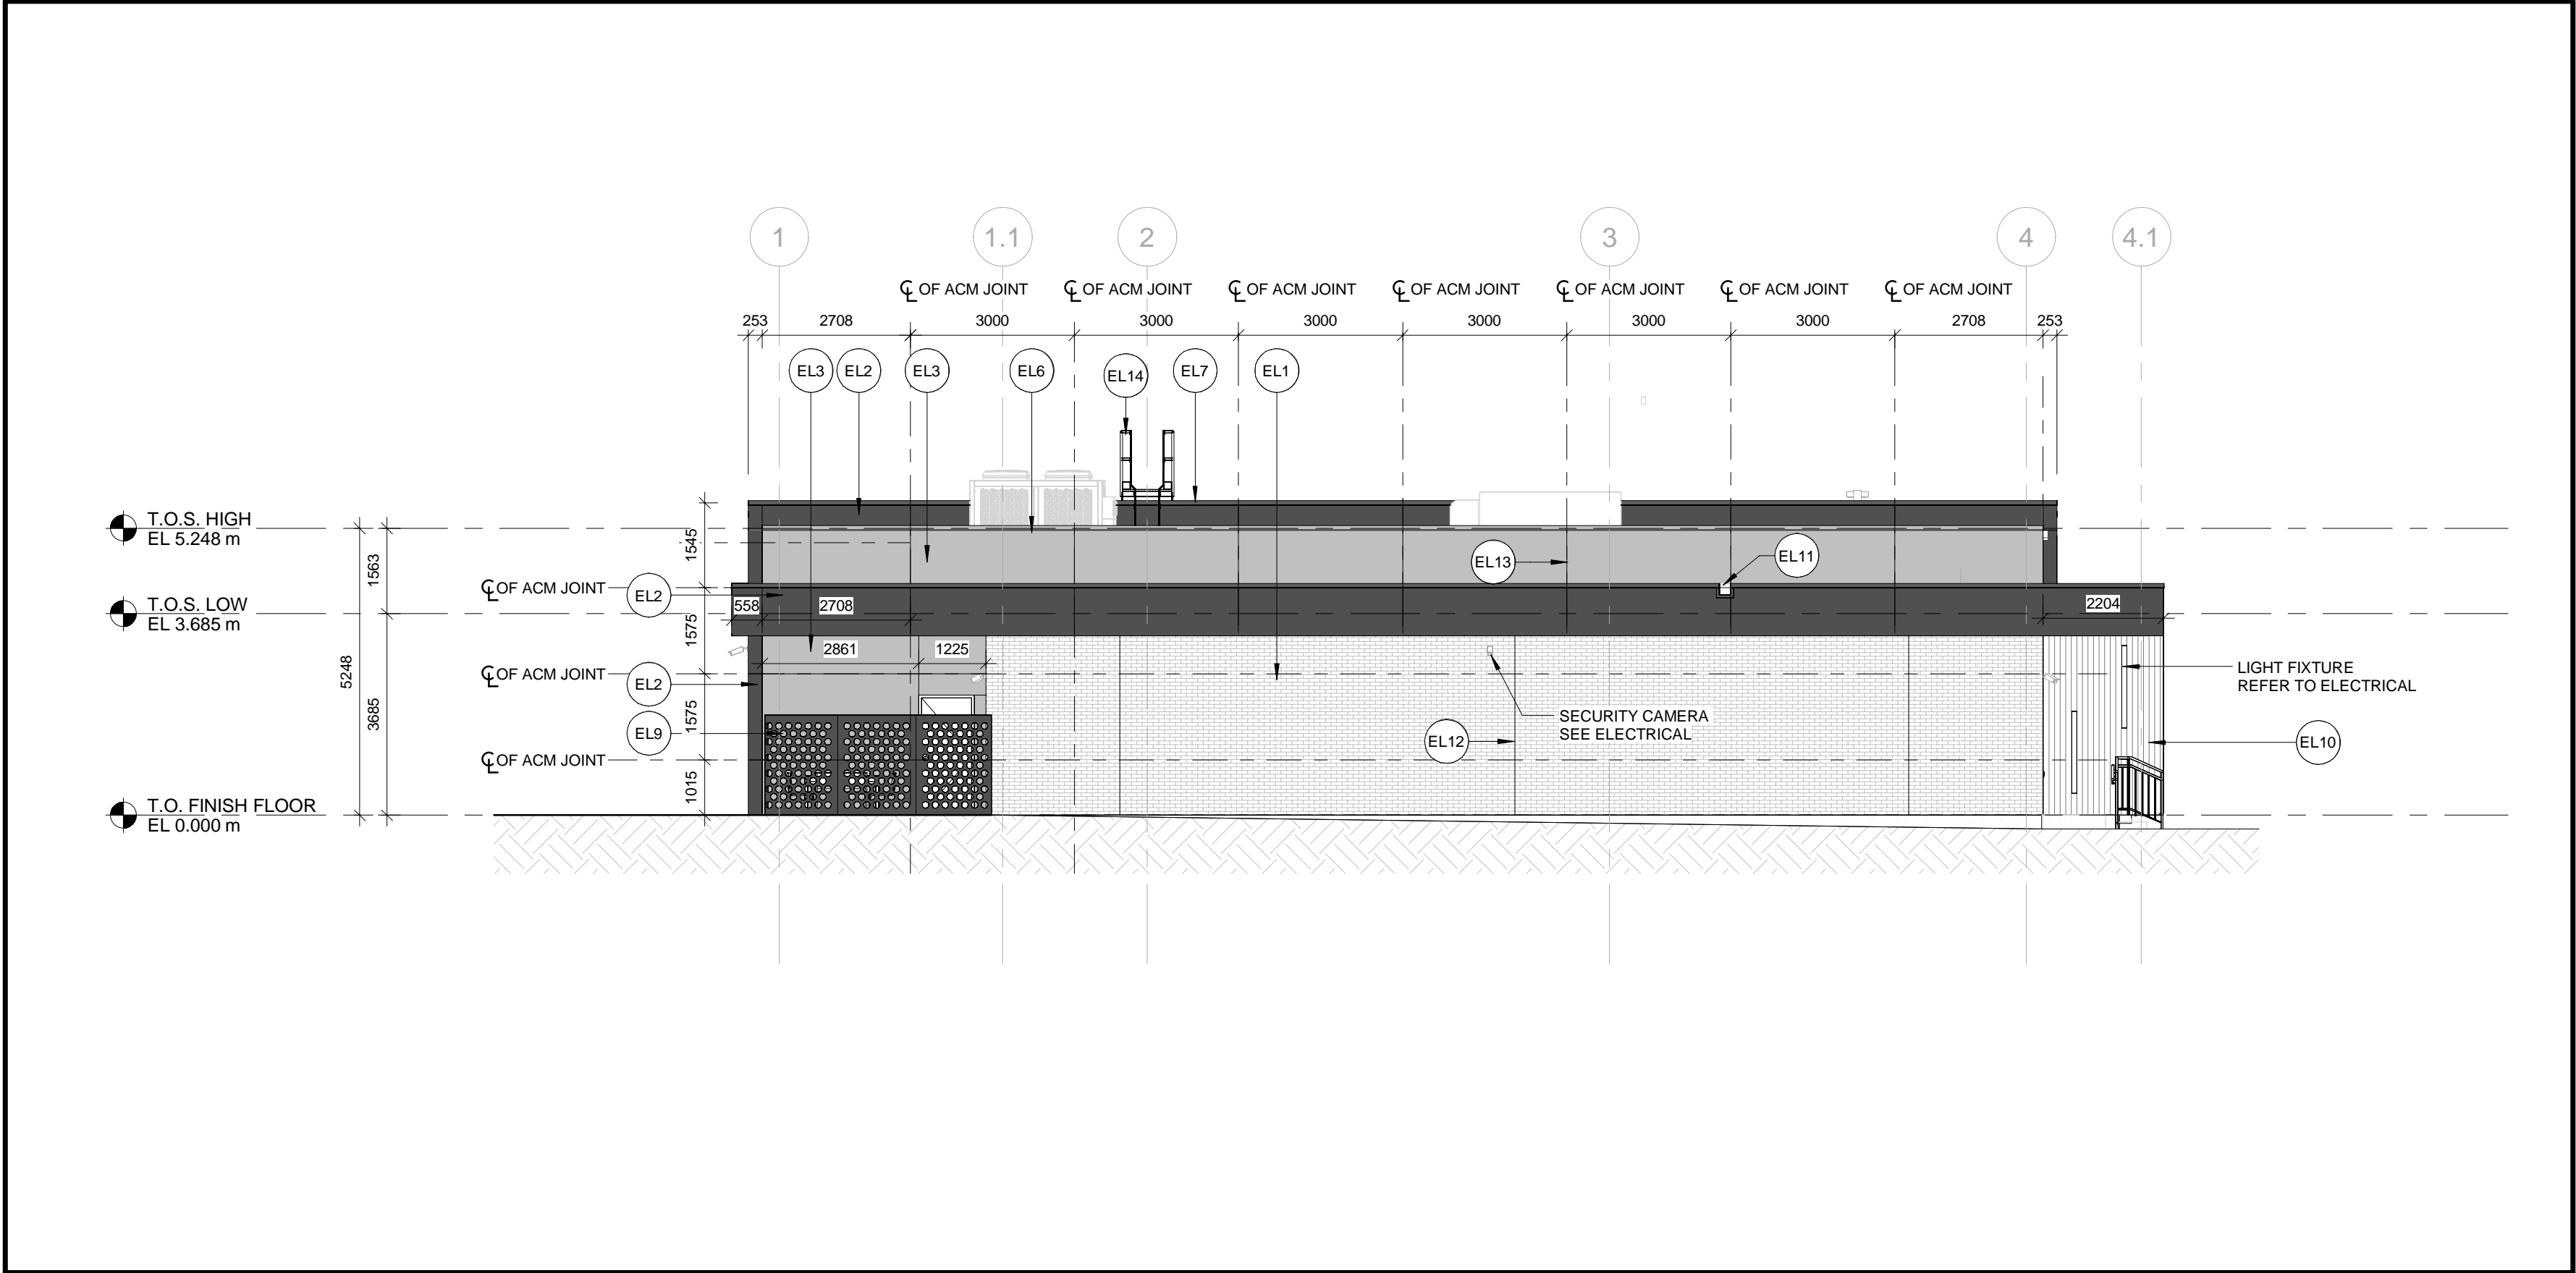 1 1.1 2 3 4 4.1
℄ OF ACM JOINT ℄ OF ACM JOINT ℄ OF ACM JOINT ℄ OF ACM JOINT ℄ OF ACM JOINT ℄ OF ACM JOINT ℄ OF ACM JOINT
253 2708 3000 3000 3000 3000 3000 3000 2708 253
EL3 EL2 EL3 EL6 EL14 EL7 EL1
T.O.S. HIGH
EL 5.248 m
1563
1545
EL13
EL11
℄ OF ACM JOINT
EL2
T.O.S. LOW
EL 3.685 m
558 2708
2204
1575
2861 1225
5248
3685
℄ OF ACM JOINT
EL2
LIGHT FIXTURE
REFER TO ELECTRICAL
1575
EL9
SECURITY CAMERA
SEE ELECTRICAL
EL12
EL10
℄ OF ACM JOINT
1015
T.O. FINISH FLOOR
EL 0.000 m